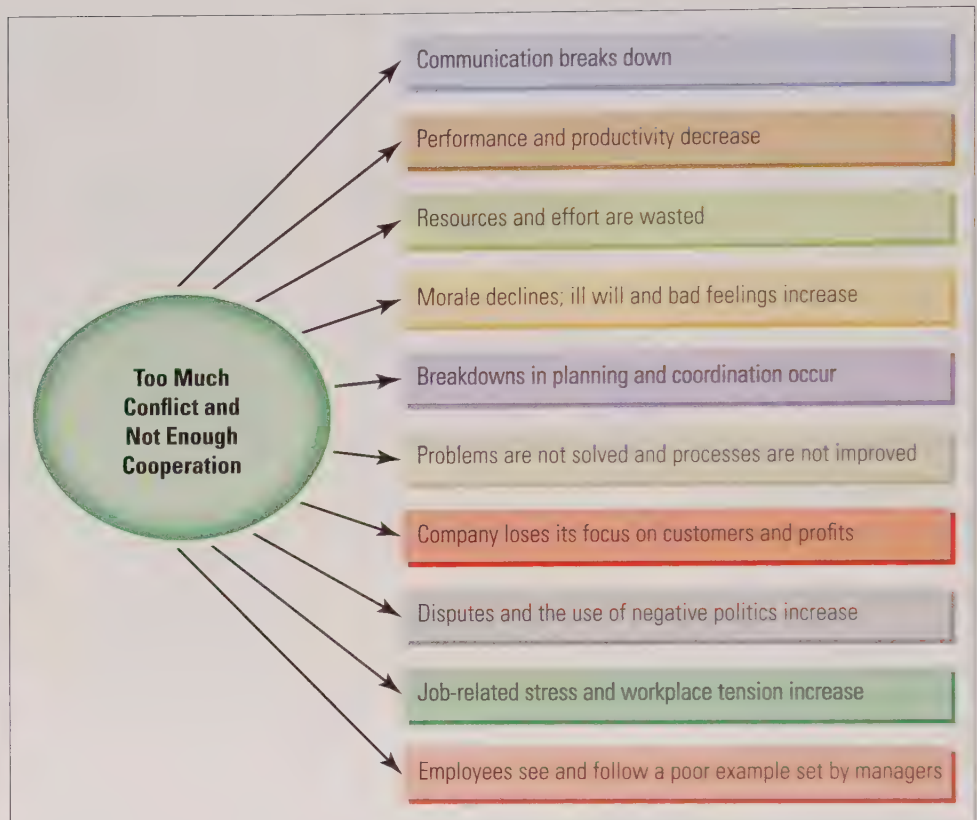 Communication breaks down
Performance and productivity decrease
Resources and effort are wasted
Morale declines; ill will and bad feelings increase
Breakdowns in planning and coordination occur
Too Much
Conflict and
Not Enough
Cooperation
Problems are not solved and processes are not improved
Company loses its focus on customers and profits
Disputes and the use of negative politics increase
Job-related stress and workplace tension increase
Employees see and follow a poor example set by managers